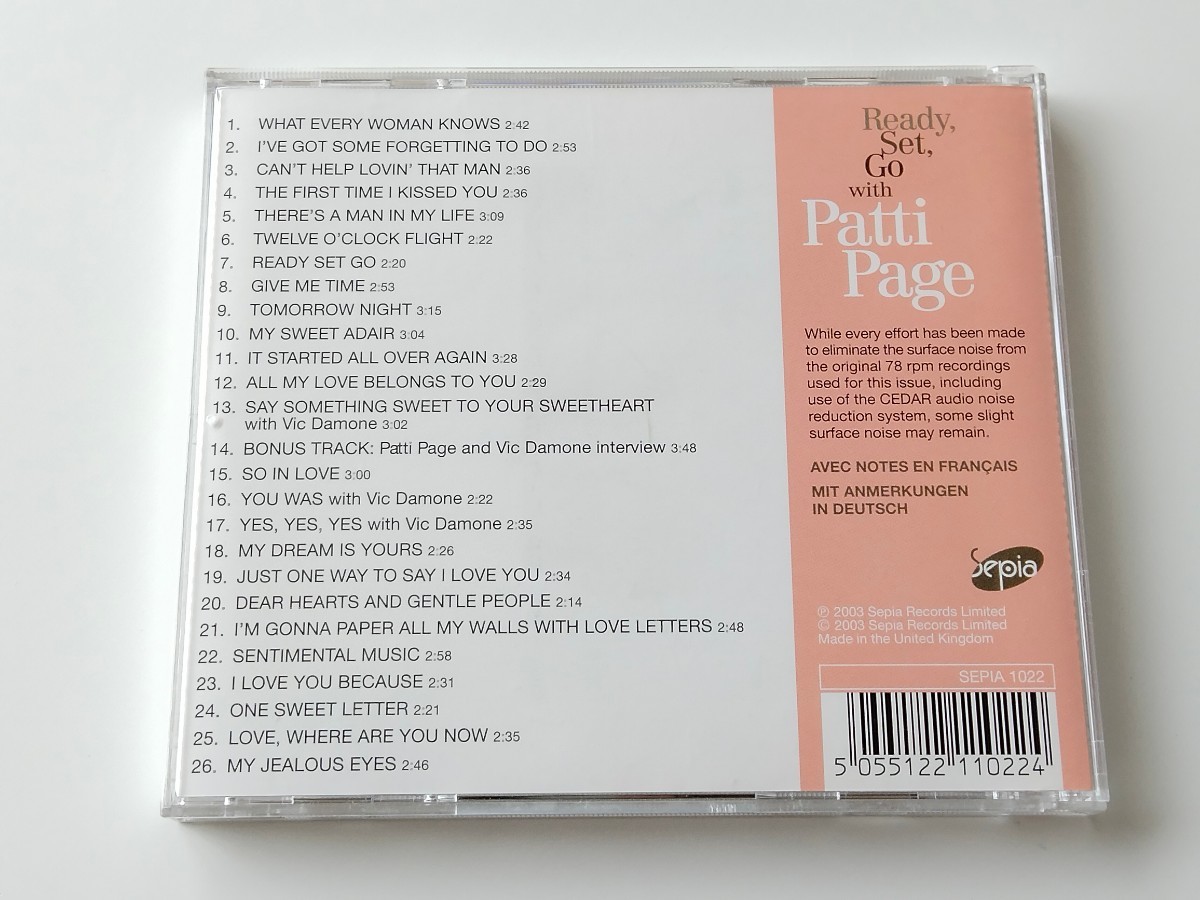 1. WHAT EVERY WOMAN KNOWS 2:42
2. I'VE GOT SOME FORGETTING TO DO 2:53
3. CAN'T HELP LOVIN' THAT MAN 2:36
4. THE FIRST TIME I KISSED YOU 2:36
5. THERE'S A MAN IN MY LIFE 3:09
6. TWELVE O'CLOCK FLIGHT 2:22
7. READY SET GO 2:20
8. GIVE ME TIME 2:53
9. TOMORROW NIGHT 3:15
10. MY SWEET ADAIR 3:04
11. IT STARTED ALL OVER AGAIN 3:28
12. ALL MY LOVE BELONGS TO YOU 2:29
13. SAY SOMETHING SWEET TO YOUR SWEETHEART
with Vic Damone 3:02
14. BONUS TRACK: Patti Page and Vic Damone interview 3:48
15. SO IN LOVE 3:00
16. YOU WAS with Vic Damone 2:22
17. YES, YES, YES with Vic Damone 2:35
18. MY DREAM IS YOURS 2:26
19. JUST ONE WAY TO SAY I LOVE YOU 2:34
20. DEAR HEARTS AND GENTLE PEOPLE 2:14
21. I'M GONNA PAPER ALL MY WALLS WITH LOVE LETTERS 2:48
22. SENTIMENTAL MUSIC 2:58
23. I LOVE YOU BECAUSE 2:31
24. ONE SWEET LETTER 2:21
25. LOVE, WHERE ARE YOU NOW 2:35
26. MY JEALOUS EYES 2:46
Ready,
Set,
Go
with
Patti
Page
While every effort has been made
to eliminate the surface noise from
the original 78 rpm recordings
used for this issue, including
use of the CEDAR audio noise
reduction system, some slight
surface noise may remain.
AVEC NOTES EN FRANÇAIS
MIT ANMERKUNGEN
IN DEUTSCH
Sepia
℗ 2003 Sepia Records Limited
© 2003 Sepia Records Limited
Made in the United Kingdom
SEPIA 1022
5 055122 110224